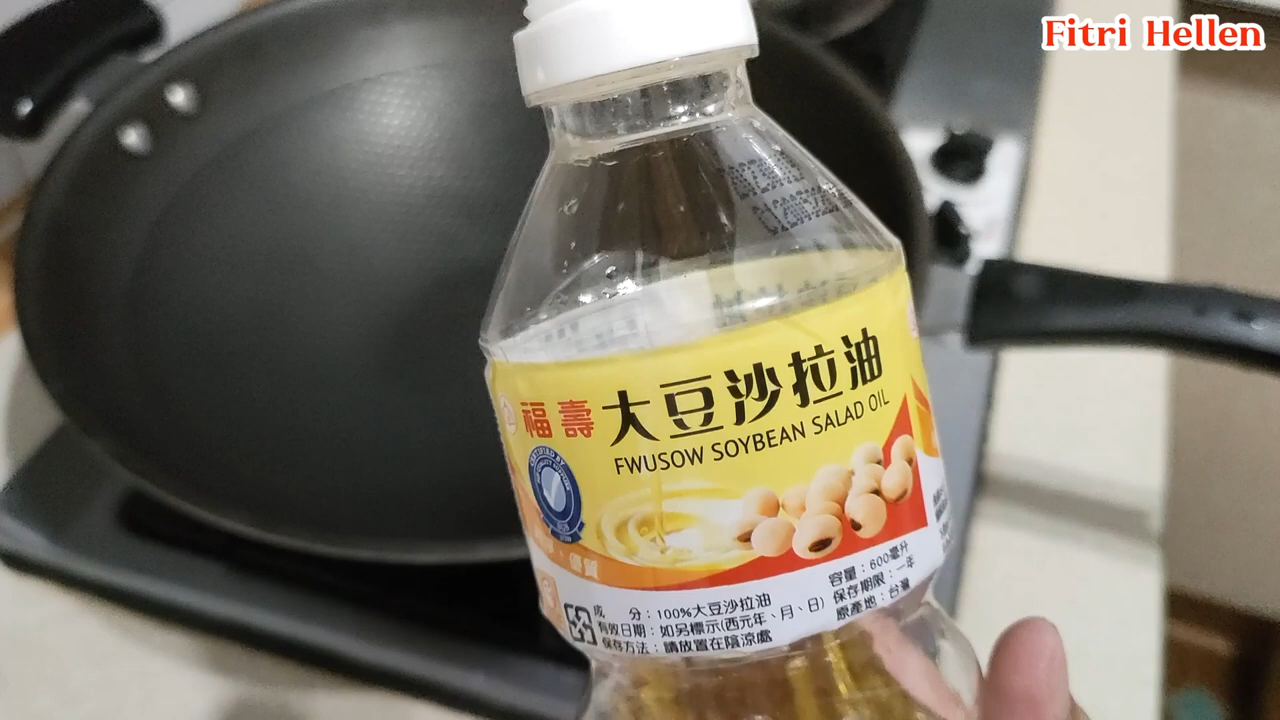 Fitri Hellen
福壽 大豆沙拉油
FWUSOW SOYBEAN SALAD OIL
CERTIFIED BY
容量：600毫升
成 分：100%大豆沙拉油
保存期限：一年
有效日期：如另標示(西元年、月、日)
原產地：台灣
保存方法：請放置在陰涼處